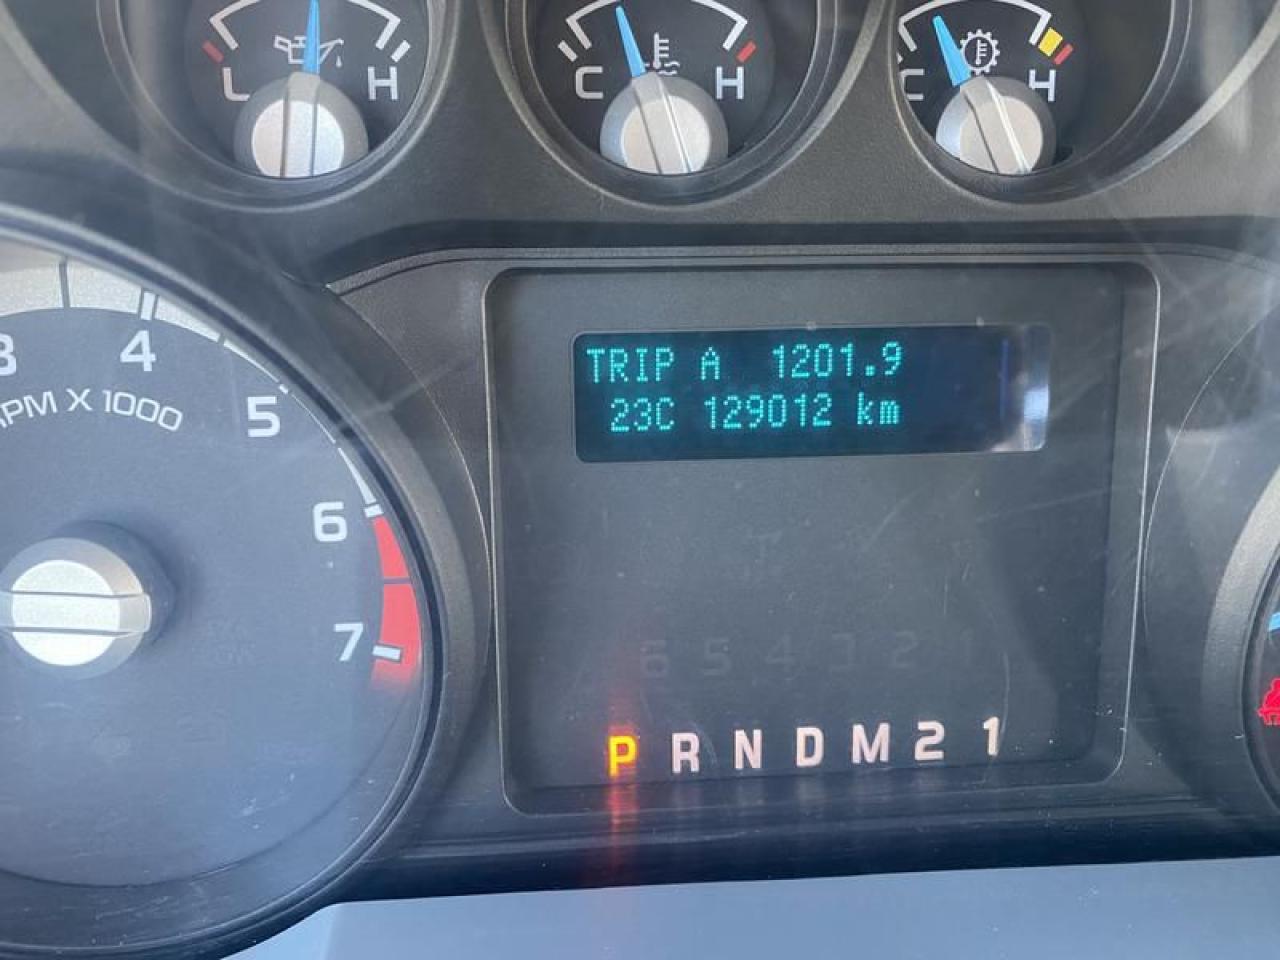 L H
C H
C H
3 4 5 6 7
RPM X 1000
TRIP A 1201.9
23C 129012 km
6 5 4 3 2 1
P R N D M 2 1